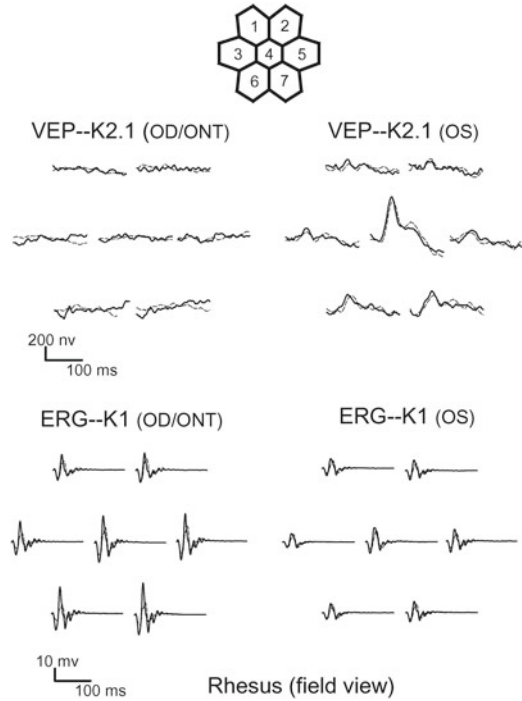 1 2
3 4 5
6 7
VEP--K2.1 (OD/ONT) VEP--K2.1 (OS)
200 nv
100 ms
ERG--K1 (OD/ONT) ERG--K1 (OS)
10 mv
100 ms
Rhesus (field view)